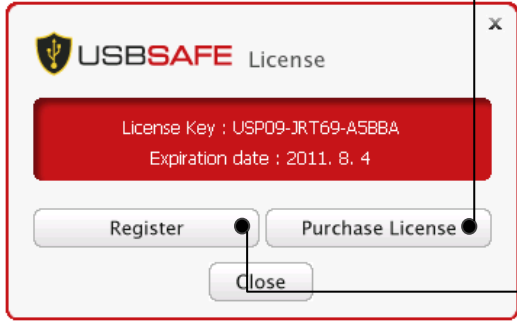 x
USBSAFE License
License Key : USP09-JRT69-A5BBA
Expiration date : 2011. 8. 4
Register Purchase License
Close